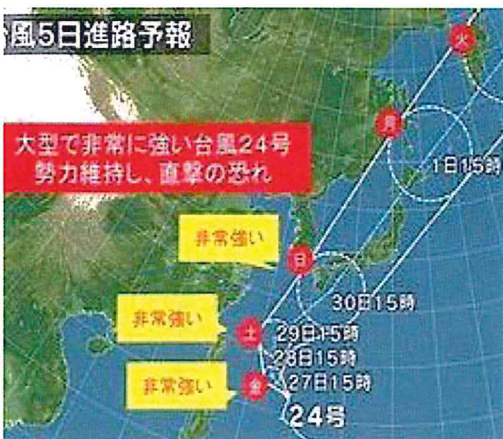 風5日進路予報
大型で非常に強い台風24号
勢力維持し、直撃の恐れ
火
月
1日15時
非常強い
日
30日15時
非常強い
土
29日15時
28日15時
非常強い
金
27日15時
24号